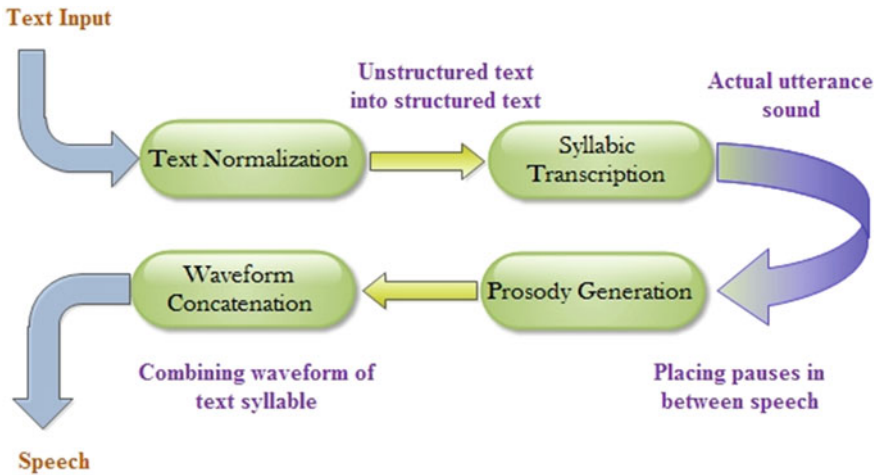 Text Input
Unstructured text
into structured text
Actual utterance
sound
Text Normalization
Syllabic
Transcription
Waveform
Concatenation
Prosody Generation
Combining waveform of
text syllable
Placing pauses in
between speech
Speech